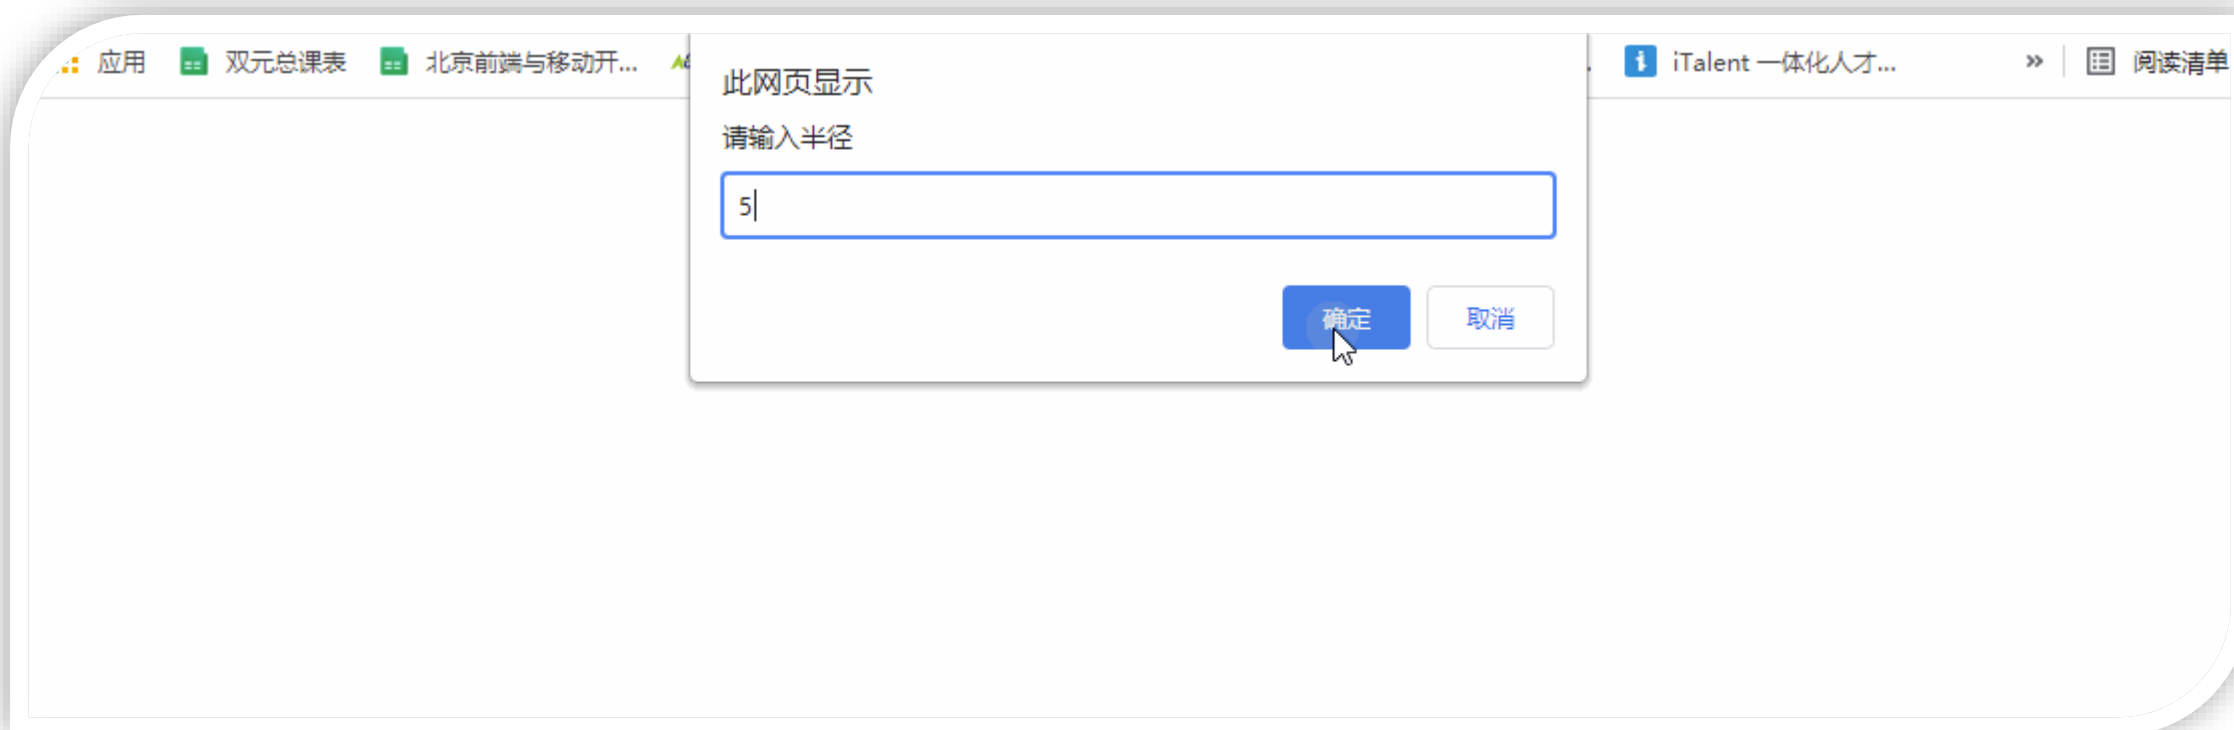 应用 双元总课表 北京前端与移动开... iTalent 一体化人才... » 阅读清单
此网页显示
请输入半径
5
确定 取消